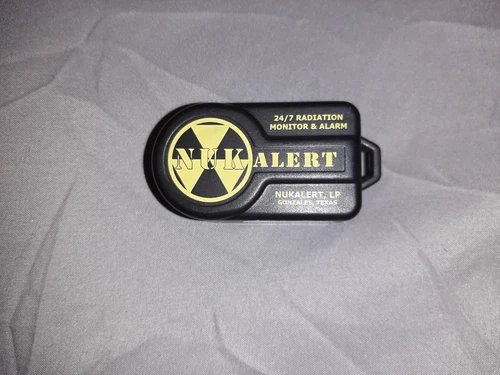 24/7 RADIATION
MONITOR & ALARM
NUKALERT
NUKALERT, LP
GONZALES, TEXAS